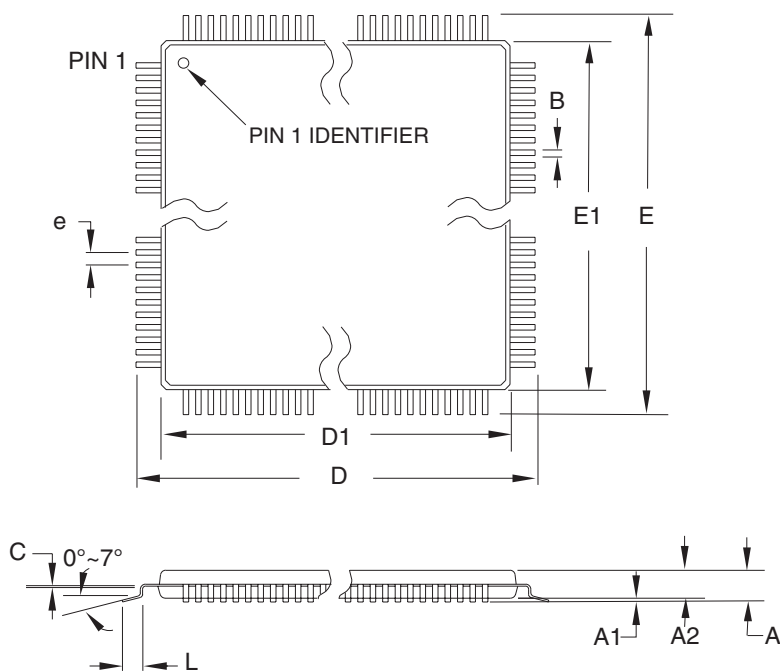 PIN 1
PIN 1 IDENTIFIER
B
e
E1
E
D1
D
C
0°~7°
L
A1
A2
A